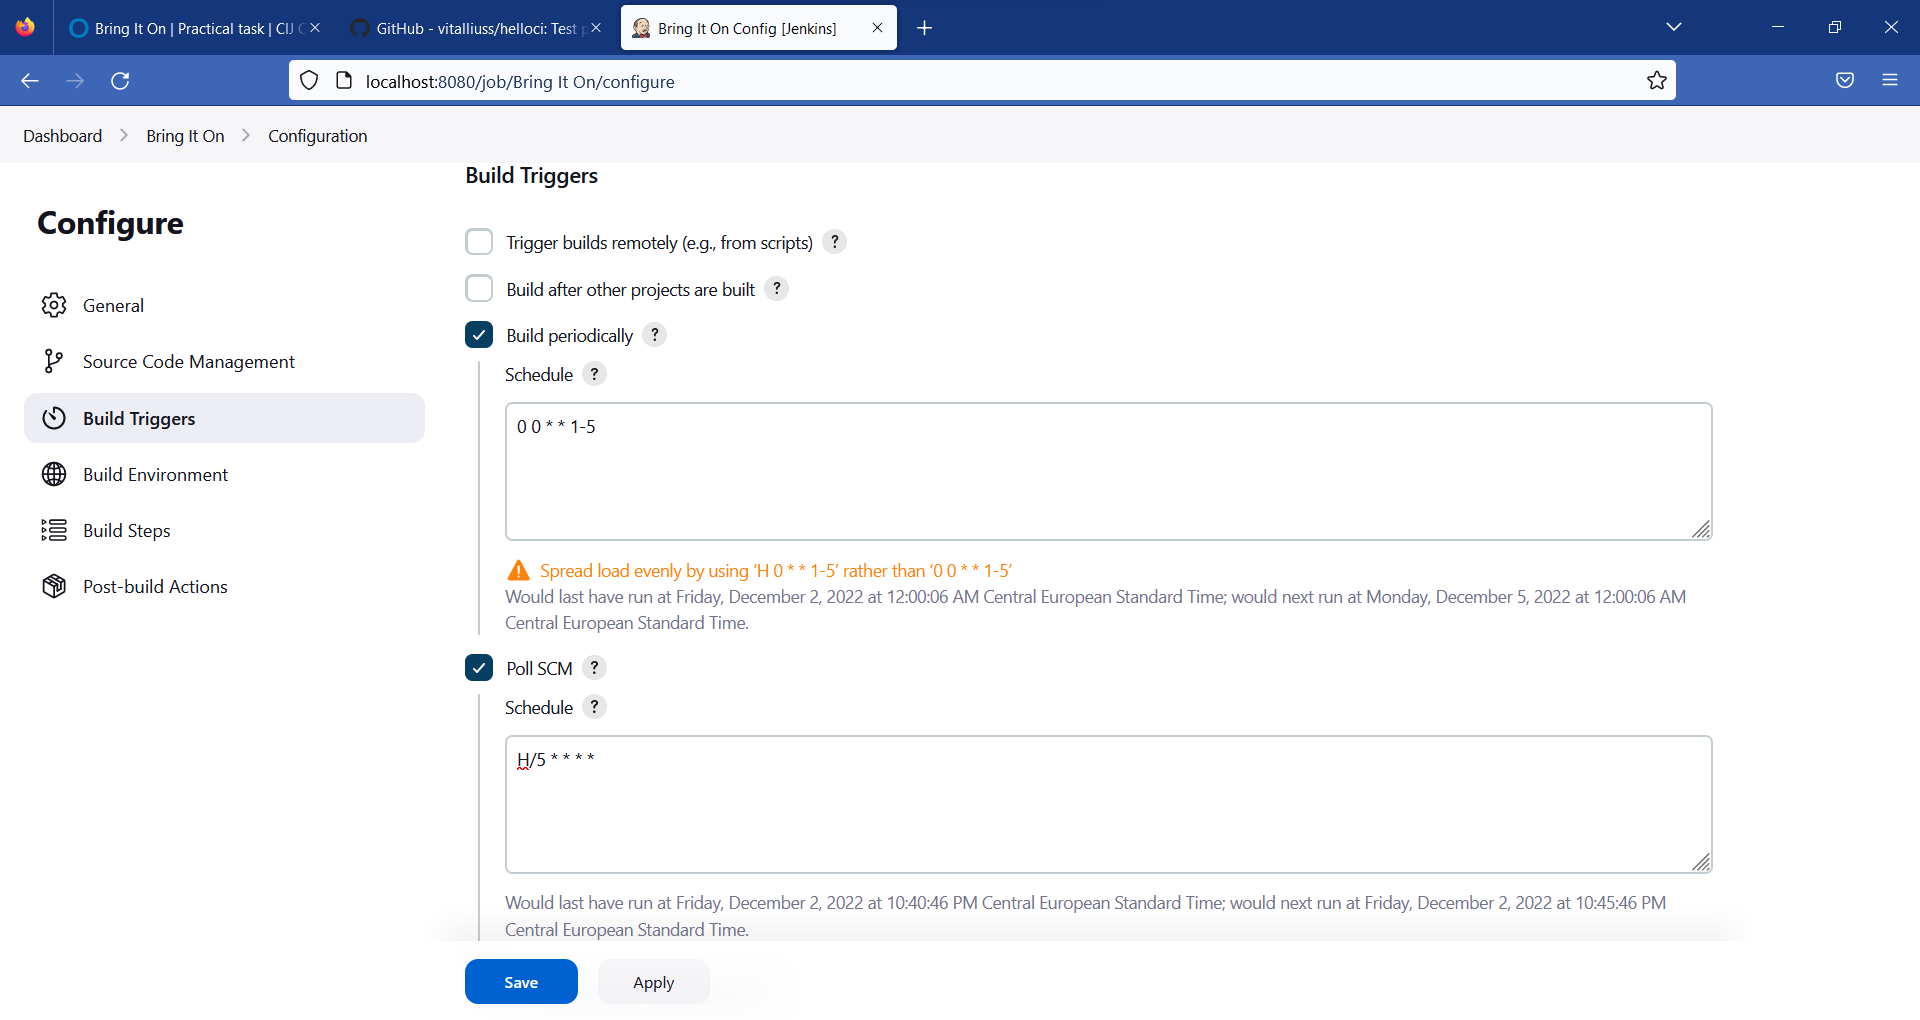 Bring It On | Practical task | CIJ
GitHub - vitalliuss/helloci: Test
Bring It On Config [Jenkins]
localhost:8080/job/Bring It On/configure
Dashboard
Bring It On
Configuration
Configure
General
Source Code Management
Build Triggers
Build Environment
Build Steps
Post-build Actions
Build Triggers
Trigger builds remotely (e.g., from scripts) ?
Build after other projects are built ?
Build periodically ?
Schedule ?
0 0 * * 1-5
Spread load evenly by using ‘H 0 * * 1-5’ rather than ‘0 0 * * 1-5’
Would last have run at Friday, December 2, 2022 at 12:00:06 AM Central European Standard Time; would next run at Monday, December 5, 2022 at 12:00:06 AM
Central European Standard Time.
Poll SCM ?
Schedule ?
H/5 * * * *
Would last have run at Friday, December 2, 2022 at 10:40:46 PM Central European Standard Time; would next run at Friday, December 2, 2022 at 10:45:46 PM
Central European Standard Time.
Save
Apply